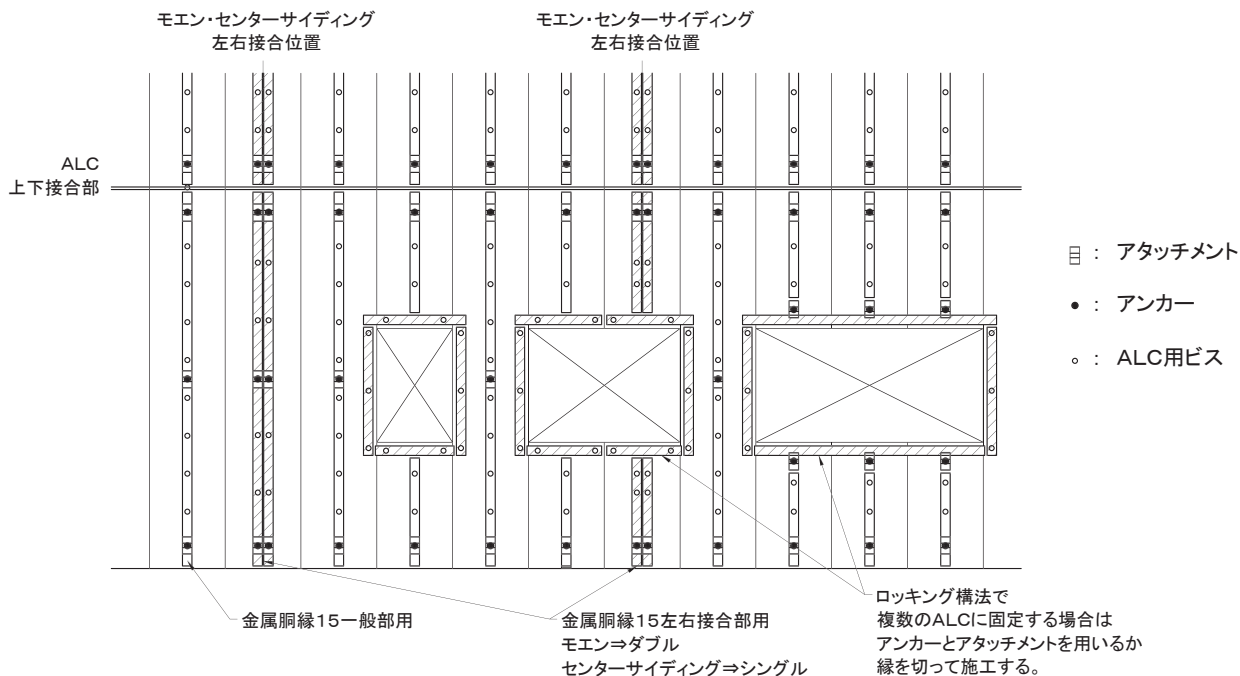 モエン・センターサイディング
左右接合位置
モエン・センターサイディング
左右接合位置
ALC
上下接合部
： アタッチメント
： アンカー
： ALC用ビス
金属胴縁15一般部用
金属胴縁15左右接合部用
モエン⇒ダブル
センターサイディング⇒シングル
ロッキング構法で
複数のALCに固定する場合は
アンカーとアタッチメントを用いるか
縁を切って施工する。